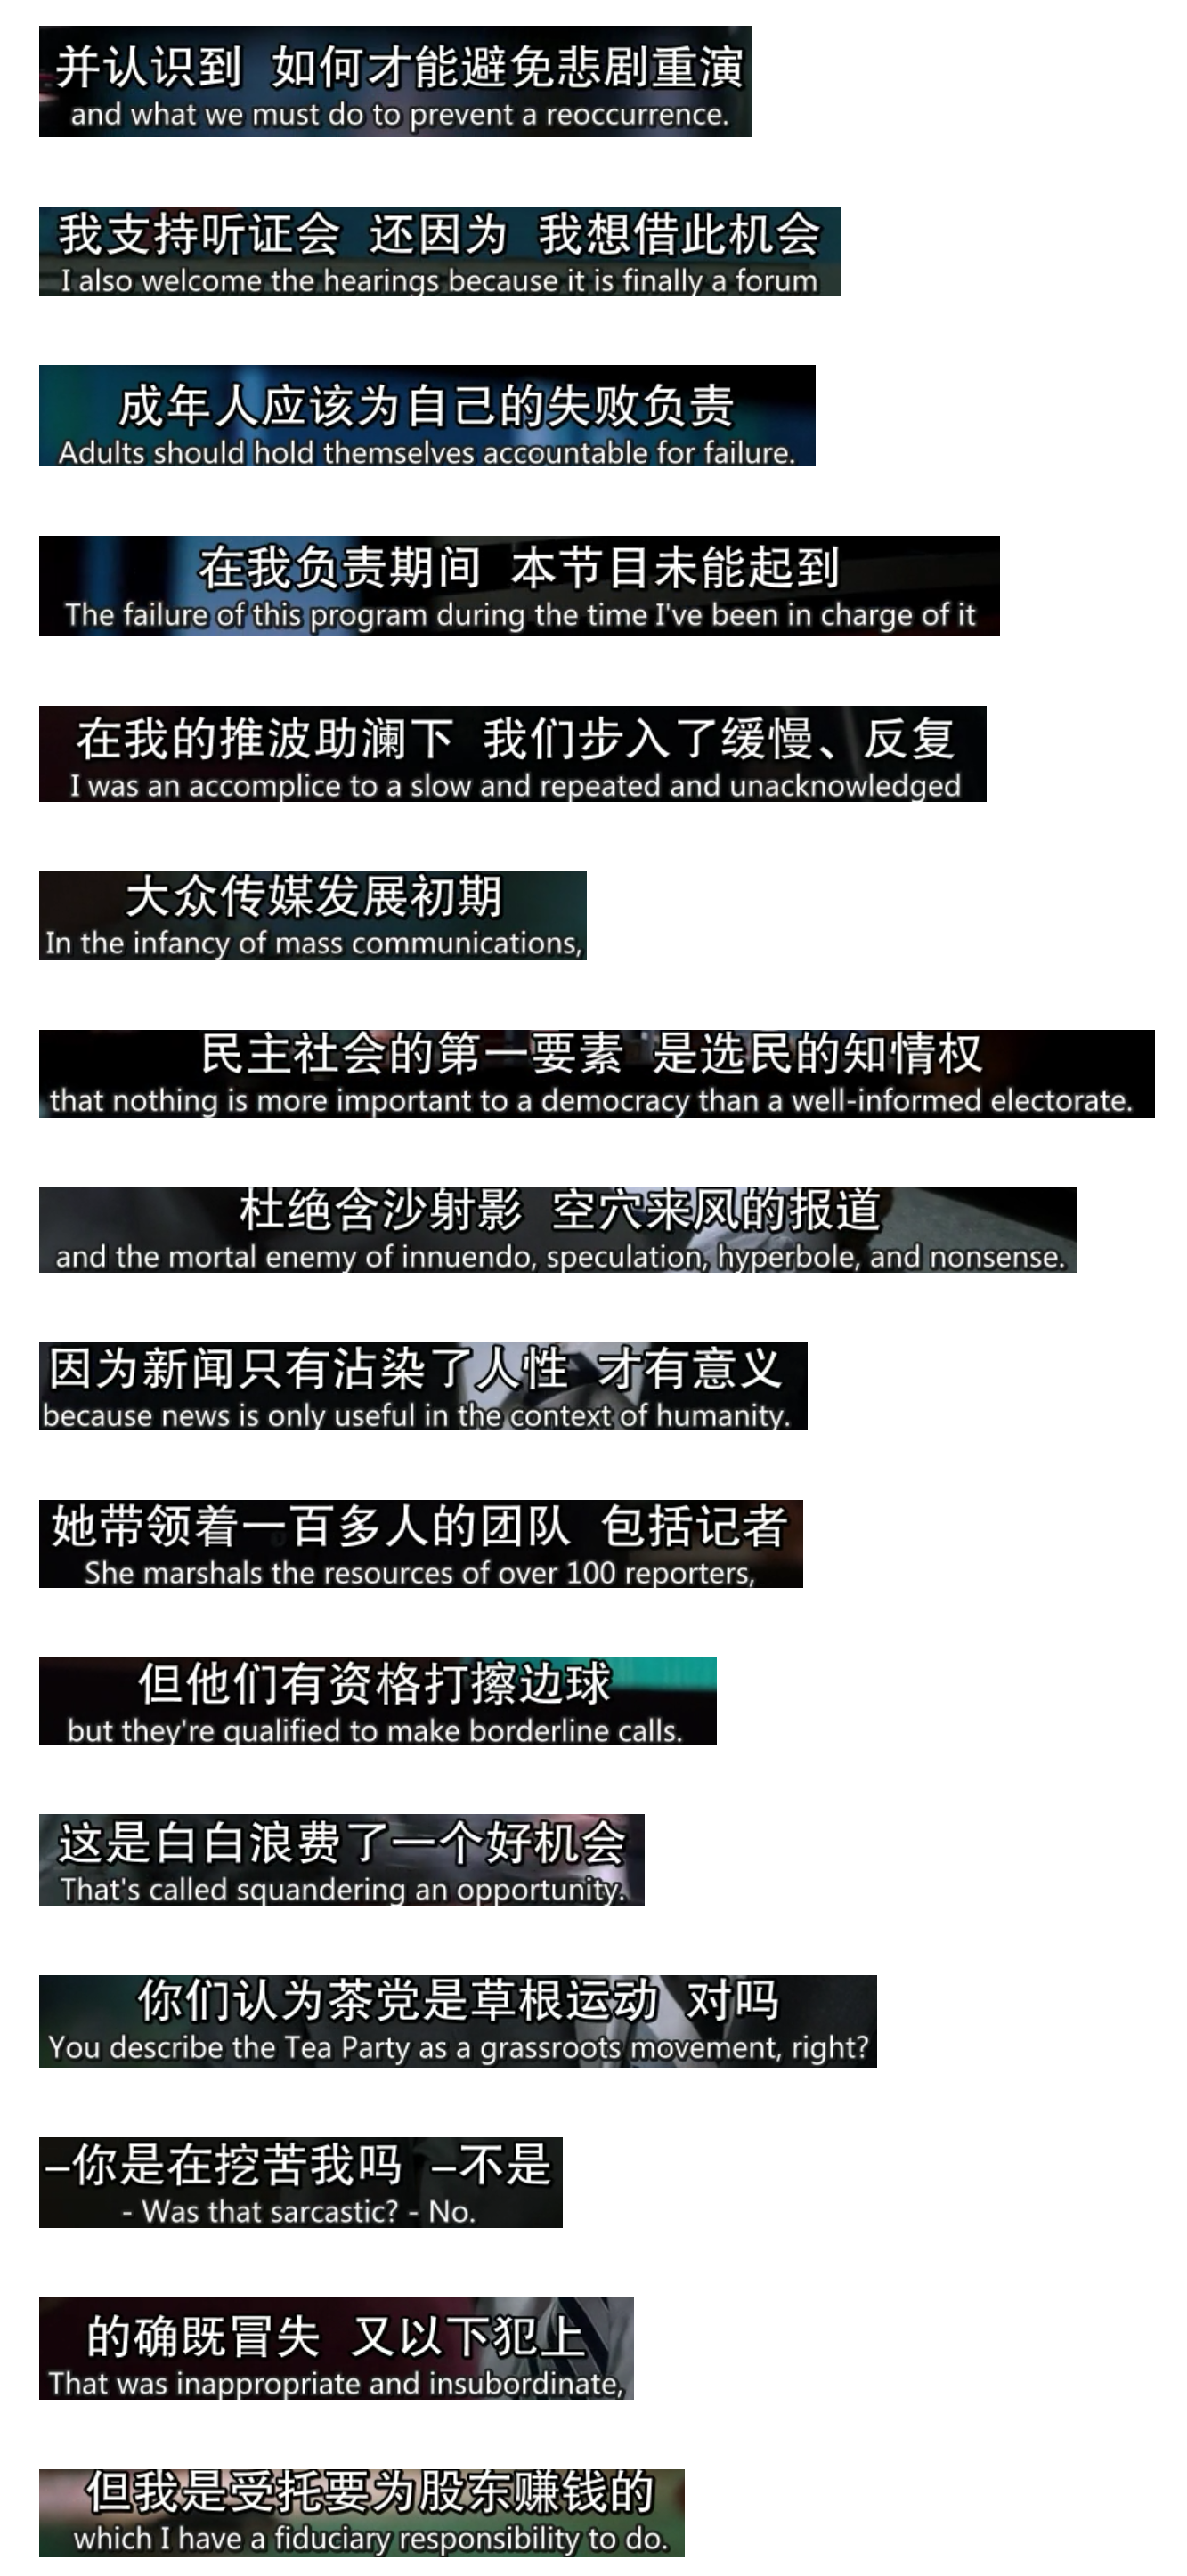 并认识到 如何才能避免悲剧重演
and what we must do to prevent a reoccurrence.
我支持听证会 还因为 我想借此机会
I also welcome the hearings because it is finally a forum
成年人应该为自己的失败负责
Adults should hold themselves accountable for failure.
在我负责期间 本节目未能起到
The failure of this program during the time I've been in charge of it
在我的推波助澜下 我们步入了缓慢、反复
I was an accomplice to a slow and repeated and unacknowledged
大众传媒发展初期
In the infancy of mass communications,
民主社会的第一要素 是选民的知情权
that nothing is more important to a democracy than a well-informed electorate.
杜绝含沙射影 空穴来风的报道
and the mortal enemy of innuendo, speculation, hyperbole, and nonsense.
因为新闻只有沾染了人性 才有意义
because news is only useful in the context of humanity.
她带领着一百多人的团队 包括记者
She marshals the resources of over 100 reporters,
但他们有资格打擦边球
but they're qualified to make borderline calls.
这是白白浪费了一个好机会
That's called squandering an opportunity.
你们认为茶党是草根运动 对吗
You describe the Tea Party as a grassroots movement, right?
–你是在挖苦我吗 –不是
- Was that sarcastic? - No.
的确既冒失 又以下犯上
That was inappropriate and insubordinate,
但我是受托要为股东赚钱的
which I have a fiduciary responsibility to do.